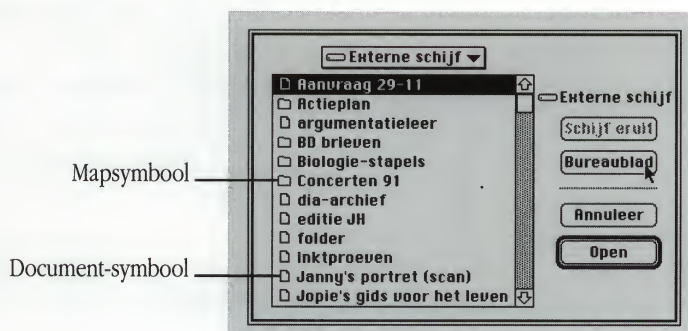 Externe schijf
Aanvraag 29-11
Actieplan
argumentatieleer
BD brieven
Biologie-stapels
Concerten 91
dia-archief
editie JH
folder
Inktproeven
Janny's portret (scan)
Jopie's gids voor het leven
Externe schijf
Schijf eruit
Bureaublad
Annuleer
Open
Mapsymbool
Document-symbool